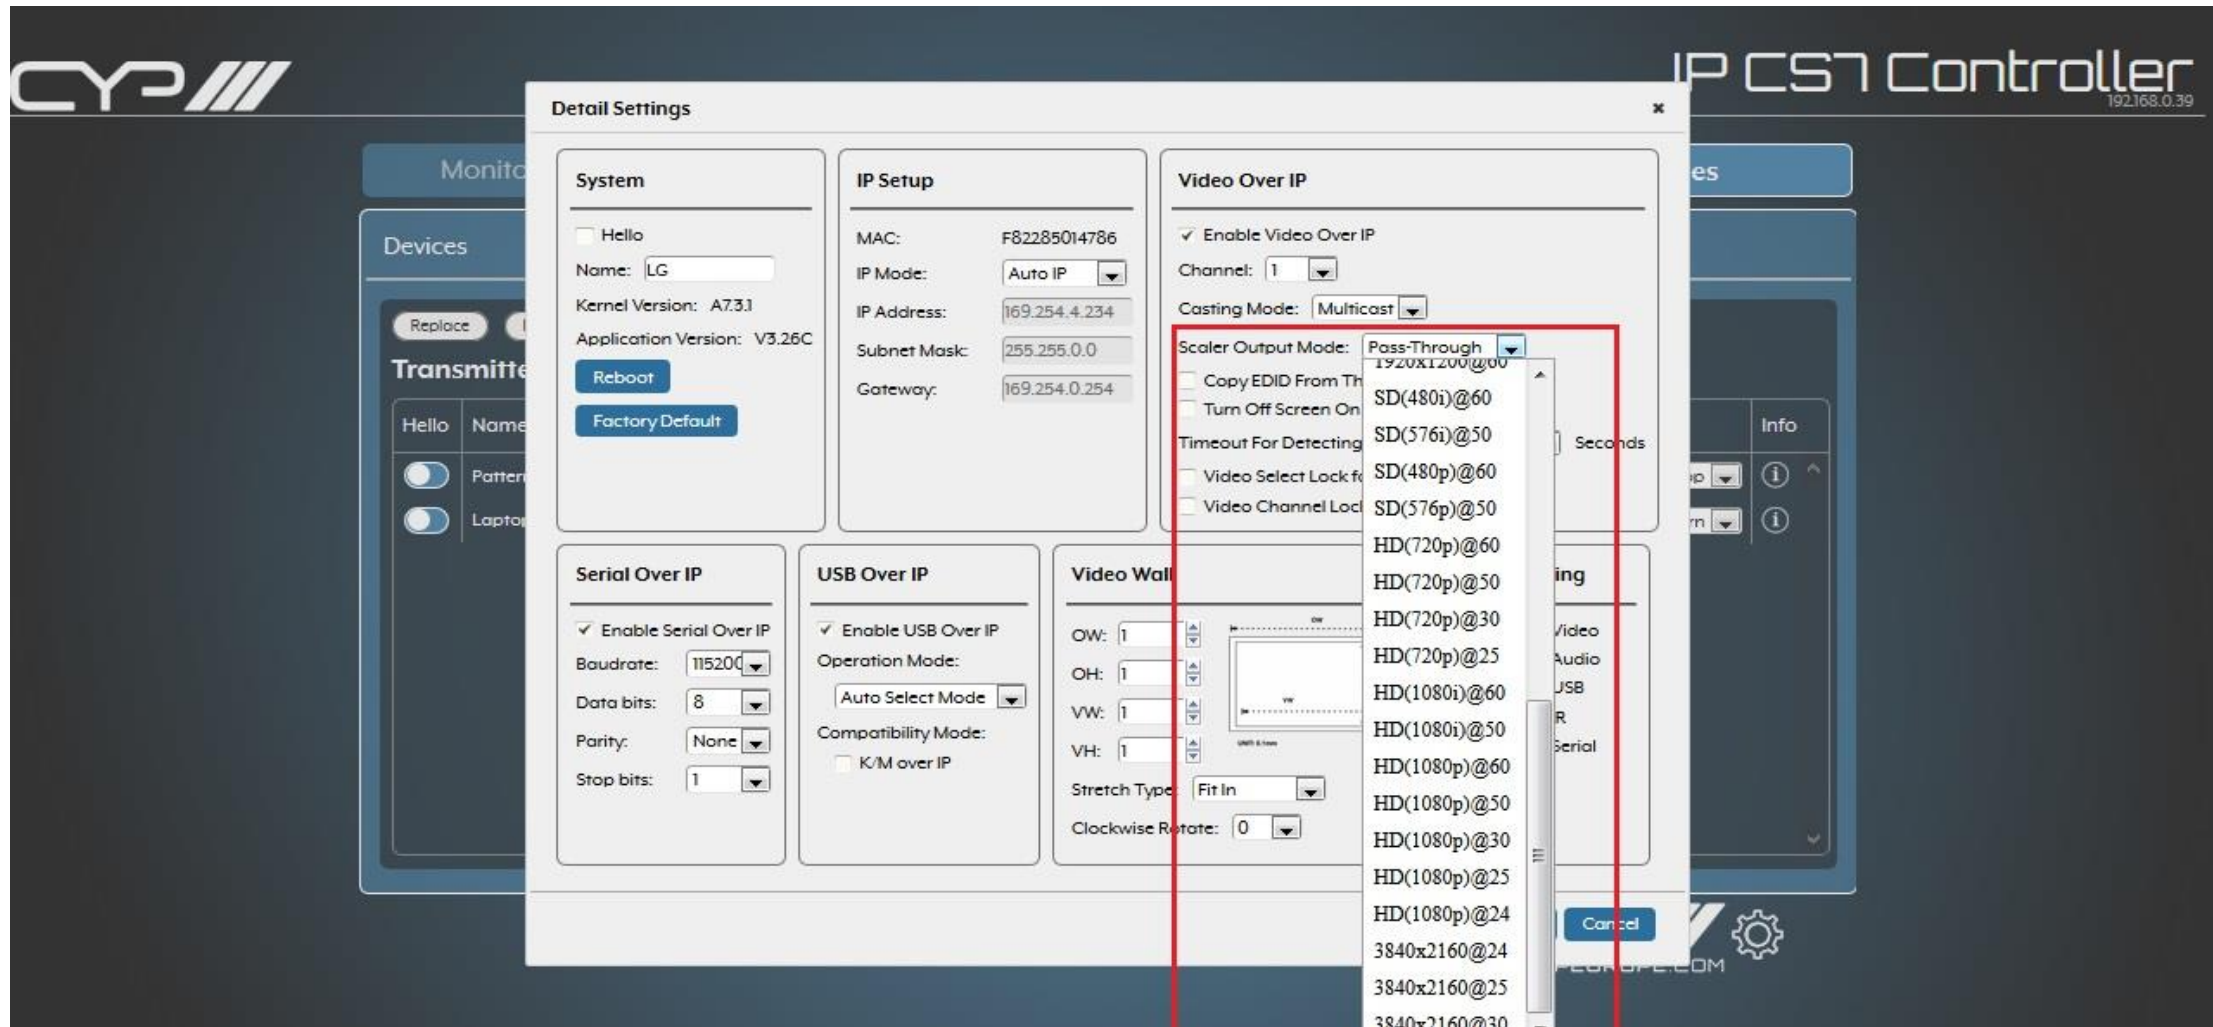 CYP
IP CS7 Controller
192.168.0.39
Detail Settings
Monito
es
Devices
Replace
Transmitte
Hello Name
Info
Patter
Lapto
System
Hello
Name: LG
Kernel Version: A7.3.1
Application Version: V3.26C
Reboot
Factory Default
IP Setup
MAC: F82285014786
IP Mode: Auto IP
IP Address: 169.254.4.234
Subnet Mask: 255.255.0.0
Gateway: 169.254.0.254
Video Over IP
Enable Video Over IP
Channel: 1
Casting Mode: Multicast
Scaler Output Mode: Pass-Through
Copy EDID From Th
Turn Off Screen On
Timeout For Detecting Seconds
Video Select Lock fo
Video Channel Loc
1920x1200@60
SD(480i)@60
SD(576i)@50
SD(480p)@60
SD(576p)@50
HD(720p)@60
HD(720p)@50
HD(720p)@30
HD(720p)@25
HD(1080i)@60
HD(1080i)@50
HD(1080p)@60
HD(1080p)@50
HD(1080p)@30
HD(1080p)@25
HD(1080p)@24
3840x2160@24
3840x2160@25
3840x2160@30
Serial Over IP
Enable Serial Over IP
Baudrate: 115200
Data bits: 8
Parity: None
Stop bits: 1
USB Over IP
Enable USB Over IP
Operation Mode:
Auto Select Mode
Compatibility Mode:
K/M over IP
Video Wall
OW: 1
OH: 1
VW: 1
VH: 1
OW
VW
Stretch Type: Fit In
Clockwise Rotate: 0
ing
Video
Audio
USB
R
Serial
Cancel